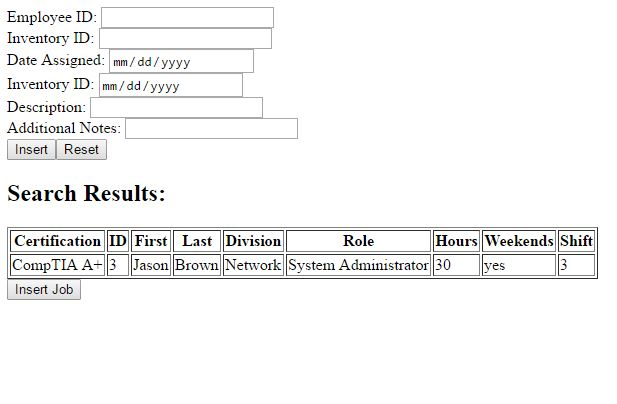 Employee ID:
Inventory ID:
Date Assigned: mm/dd/yyyy
Inventory ID: mm/dd/yyyy
Description:
Additional Notes:
Insert Reset
Search Results:
Certification ID First Last Division Role Hours Weekends Shift
CompTIA A+ 3 Jason Brown Network System Administrator 30 yes 3
Insert Job